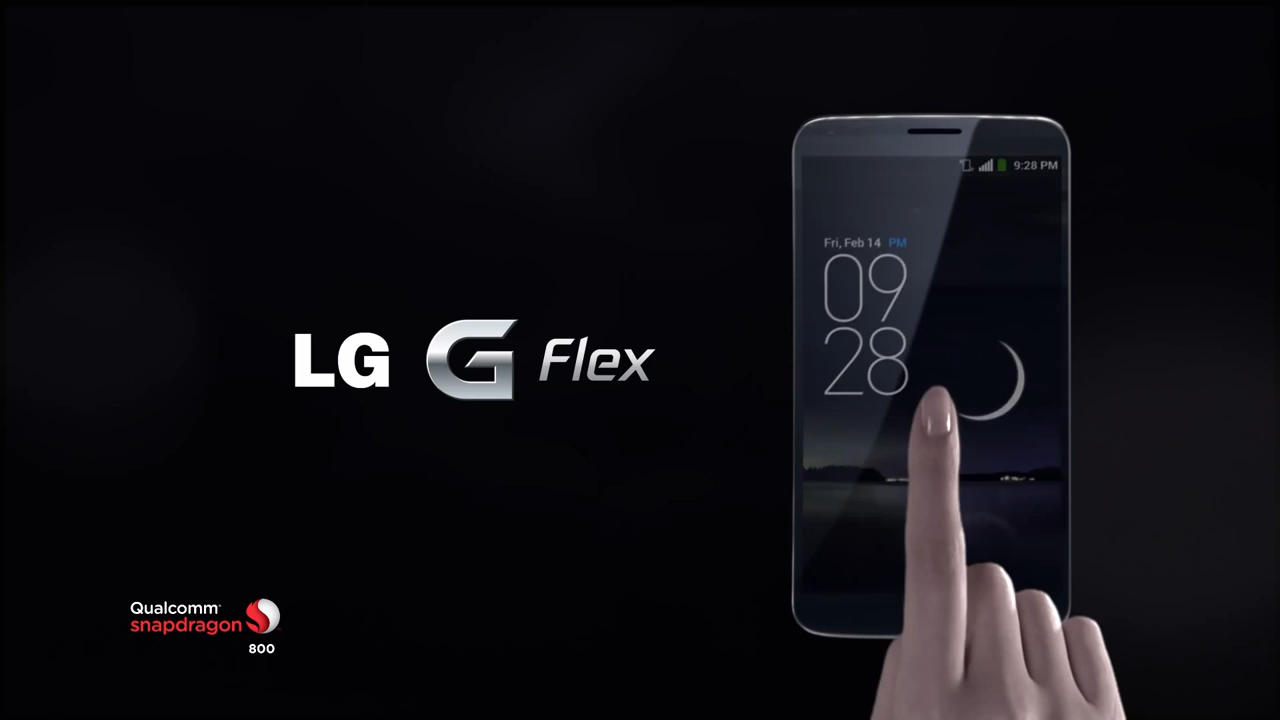 LG G Flex
9:28 PM
Fri, Feb 14 PM
09
28
Qualcomm
snapdragon
800